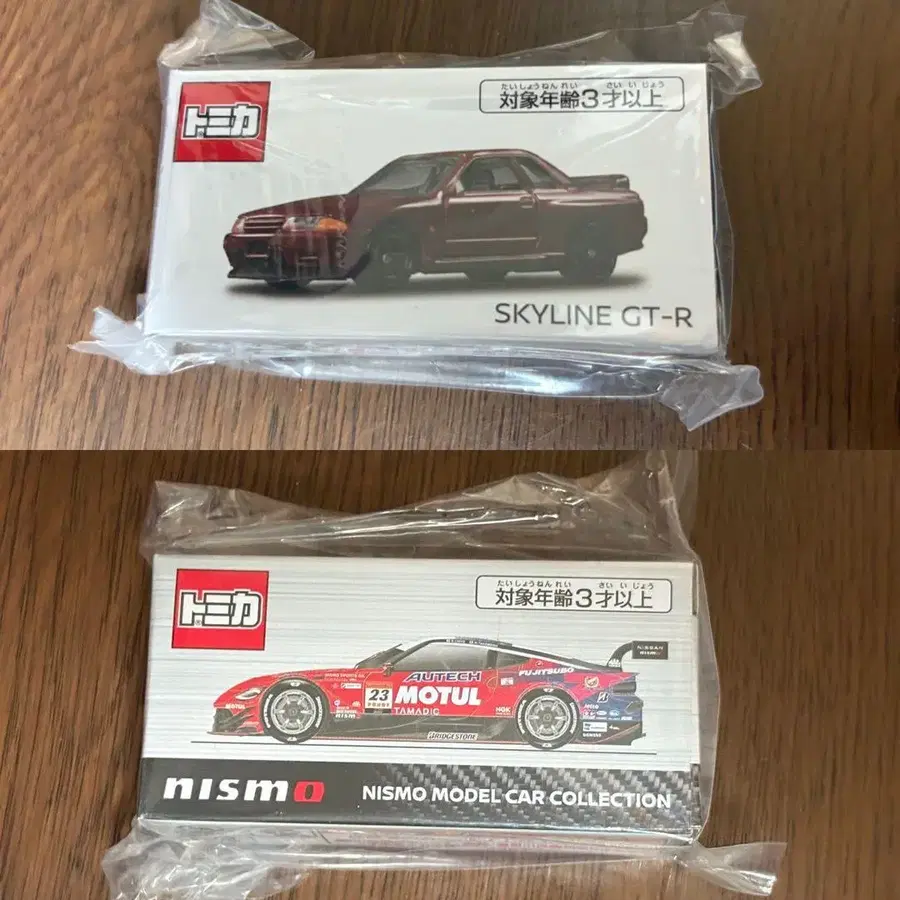 トミカ
たいしょうねんれい さいいじょう
対象年齢3才以上
SKYLINE GT-R
トミカ
たいしょうねんれい さいいじょう
対象年齢3才以上
NISSAN
nismo
AUTECH
FUJITSUBO
23
MOTUL
TAMADIC
NGK
BRIDGESTONE
nismo
NISMO MODEL CAR COLLECTION